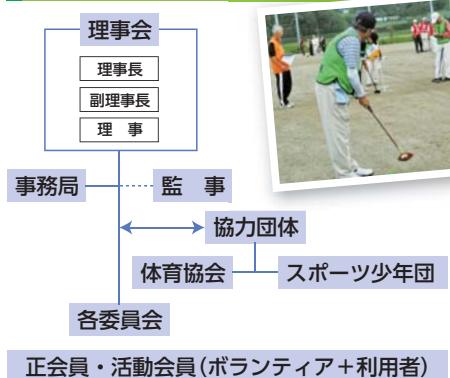 理事会
理事長
副理事長
理　事
事務局
監　事
協力団体
体育協会
スポーツ少年団
各委員会
正会員・活動会員（ボランティア＋利用者）